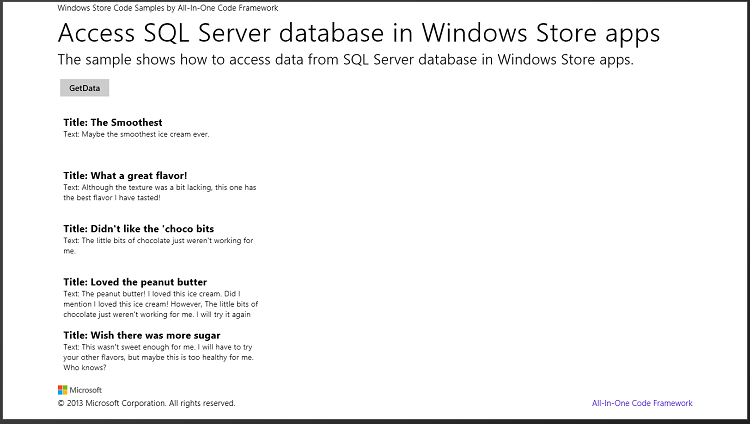 Windows Store Code Samples by All-In-One Code Framework
Access SQL Server database in Windows Store apps
The sample shows how to access data from SQL Server database in Windows Store apps.
GetData
Title: The Smoothest
Text: Maybe the smoothest ice cream ever.
Title: What a great flavor!
Text: Although the texture was a bit lacking, this one has
the best flavor I have tasted!
Title: Didn't like the 'choco bits
Text: The little bits of chocolate just weren't working for
me.
Title: Loved the peanut butter
Text: The peanut butter! I loved this ice cream. Did I
mention I loved this ice cream! However, The little bits of
chocolate just weren't working for me. I will try it again
Title: Wish there was more sugar
Text: This wasn't sweet enough for me. I will have to try
your other flavors, but maybe this is too healthy for me.
Who knows?
Microsoft
© 2013 Microsoft Corporation. All rights reserved.
All-In-One Code Framework